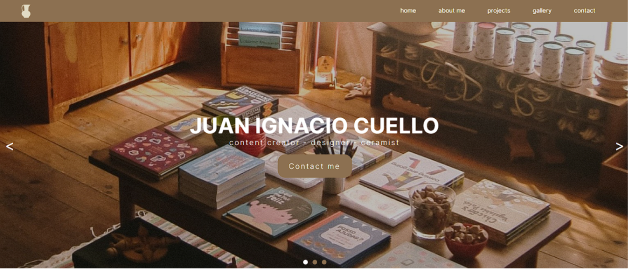 home about me projects gallery contact
JUAN IGNACIO CUELLO
content creator - designer - ceramist
< >
Contact me